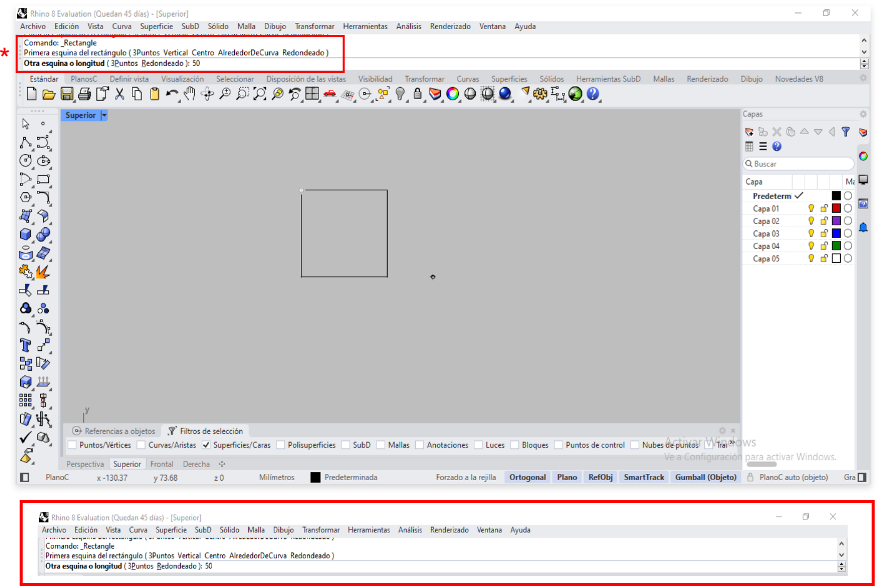 Rhino 8 Evaluation (Quedan 45 días) - [Superior]
Archivo Edición Vista Curva Superficie SubD Sólido Malla Dibujo Transformar Herramientas Análisis Renderizado Ventana Ayuda
*
Comando: _Rectangle
Primera esquina del rectángulo ( 3Puntos Vertical Centro AlrededorDeCurva Redondeado )
Otra esquina o longitud ( 3Puntos Redondeado ): 50
Estándar PlanosC Definir vista Visualización Seleccionar Disposición de las vistas Visibilidad Transformar Curvas Superficies Sólidos Herramientas SubD Mallas Renderizado Dibujo Novedades V8
Superior
Capas
Buscar
Capa
Predeterm
Capa 01
Capa 02
Capa 03
Capa 04
Capa 05
y
Referencias a objetos Filtros de selección
Puntos/Vértices Curvas/Aristas Superficies/Caras Polisuperficies SubD Mallas Anotaciones Luces Bloques Puntos de control Nubes de puntos
Activar Windows
Ve a Configuración para activar Windows.
Perspectiva Superior Frontal Derecha
PlanoC x -130.37 y 73.68 z 0 Milímetros Predeterminada Forzado a la rejilla Ortogonal Plano RefObj SmartTrack Gumball (Objeto) PlanoC auto (objeto) Gra
Rhino 8 Evaluation (Quedan 45 días) - [Superior]
Archivo Edición Vista Curva Superficie SubD Sólido Malla Dibujo Transformar Herramientas Análisis Renderizado Ventana Ayuda
Comando: _Rectangle
Primera esquina del rectángulo ( 3Puntos Vertical Centro AlrededorDeCurva Redondeado )
Otra esquina o longitud ( 3Puntos Redondeado ): 50